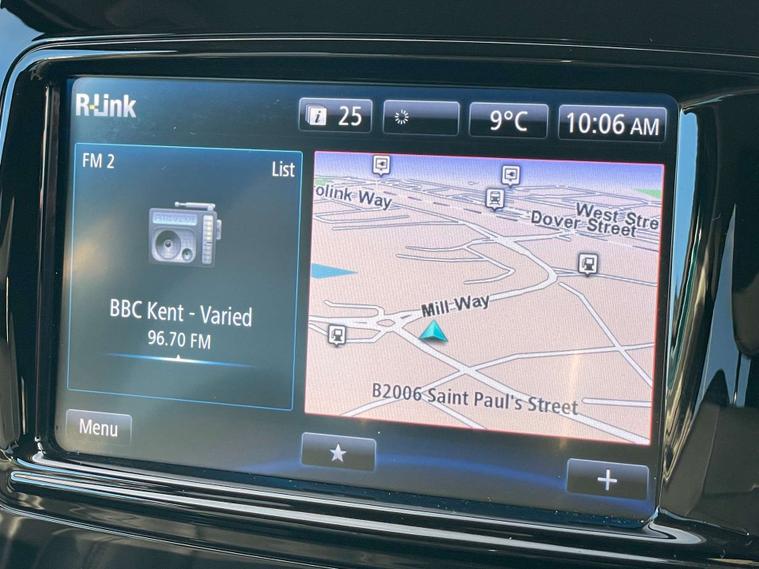 R-Link
i 25
9°C
10:06 AM
FM 2
List
BBC Kent - Varied
96.70 FM
olink Way
West Stre
Dover Street
Mill Way
B2006 Saint Paul's Street
Menu
+